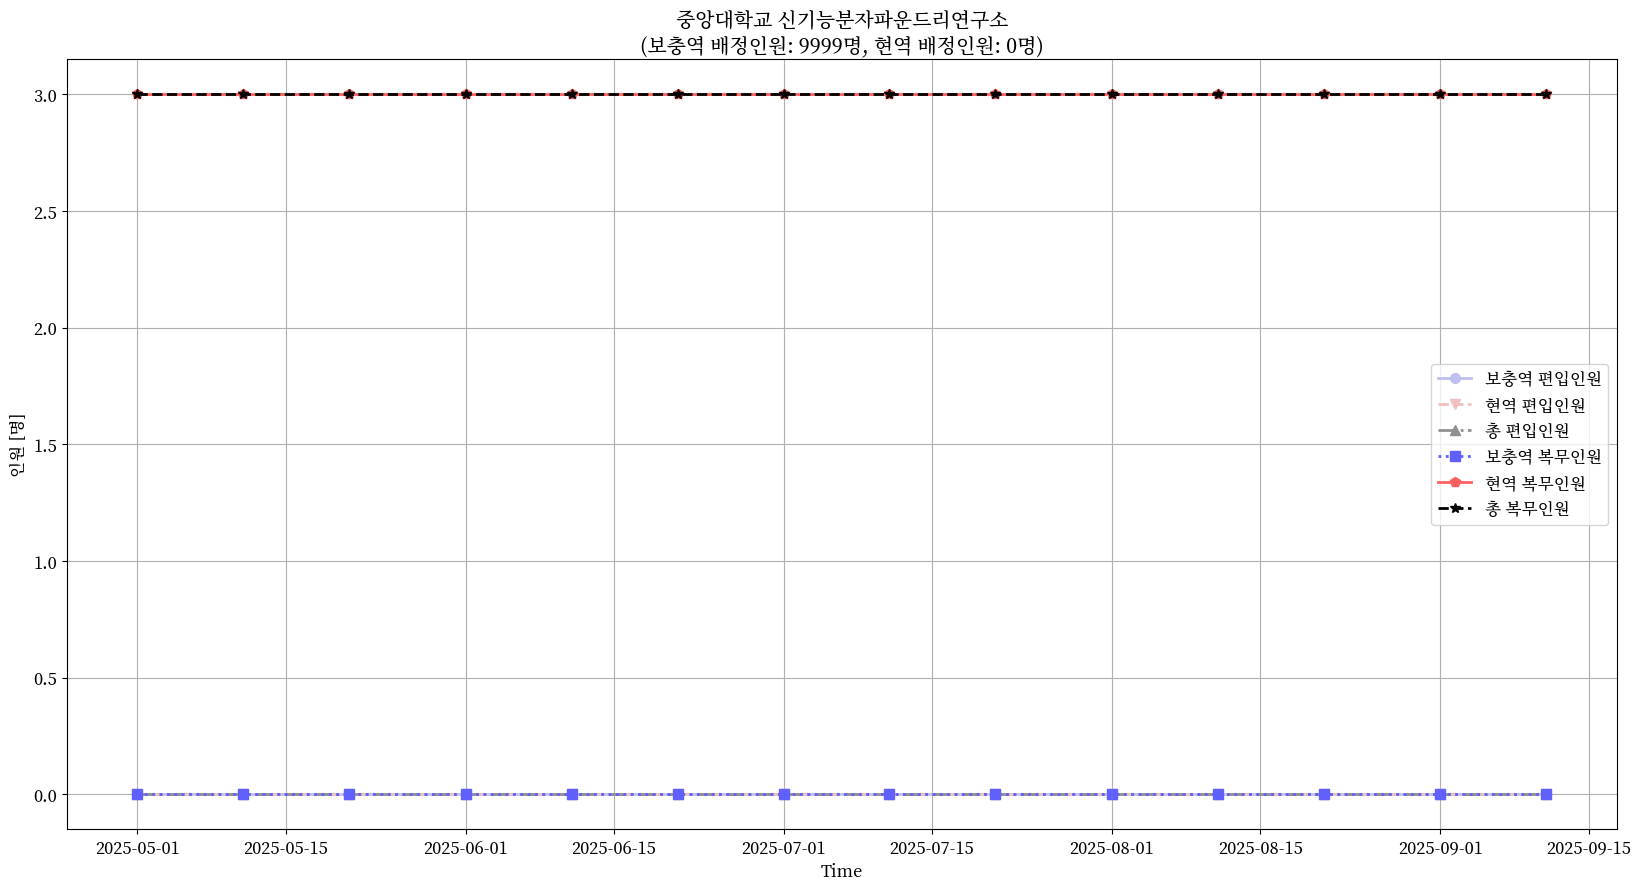 중앙대학교 신기능분자파운드리연구소
(보충역 배정인원: 9999명, 현역 배정인원: 0명)
3.0
2.5
2.0
1.5
1.0
0.5
0.0
인원 [명]
보충역 편입인원
현역 편입인원
총 편입인원
보충역 복무인원
현역 복무인원
총 복무인원
2025-05-01 2025-05-15 2025-06-01 2025-06-15 2025-07-01 2025-07-15 2025-08-01 2025-08-15 2025-09-01 2025-09-15
Time